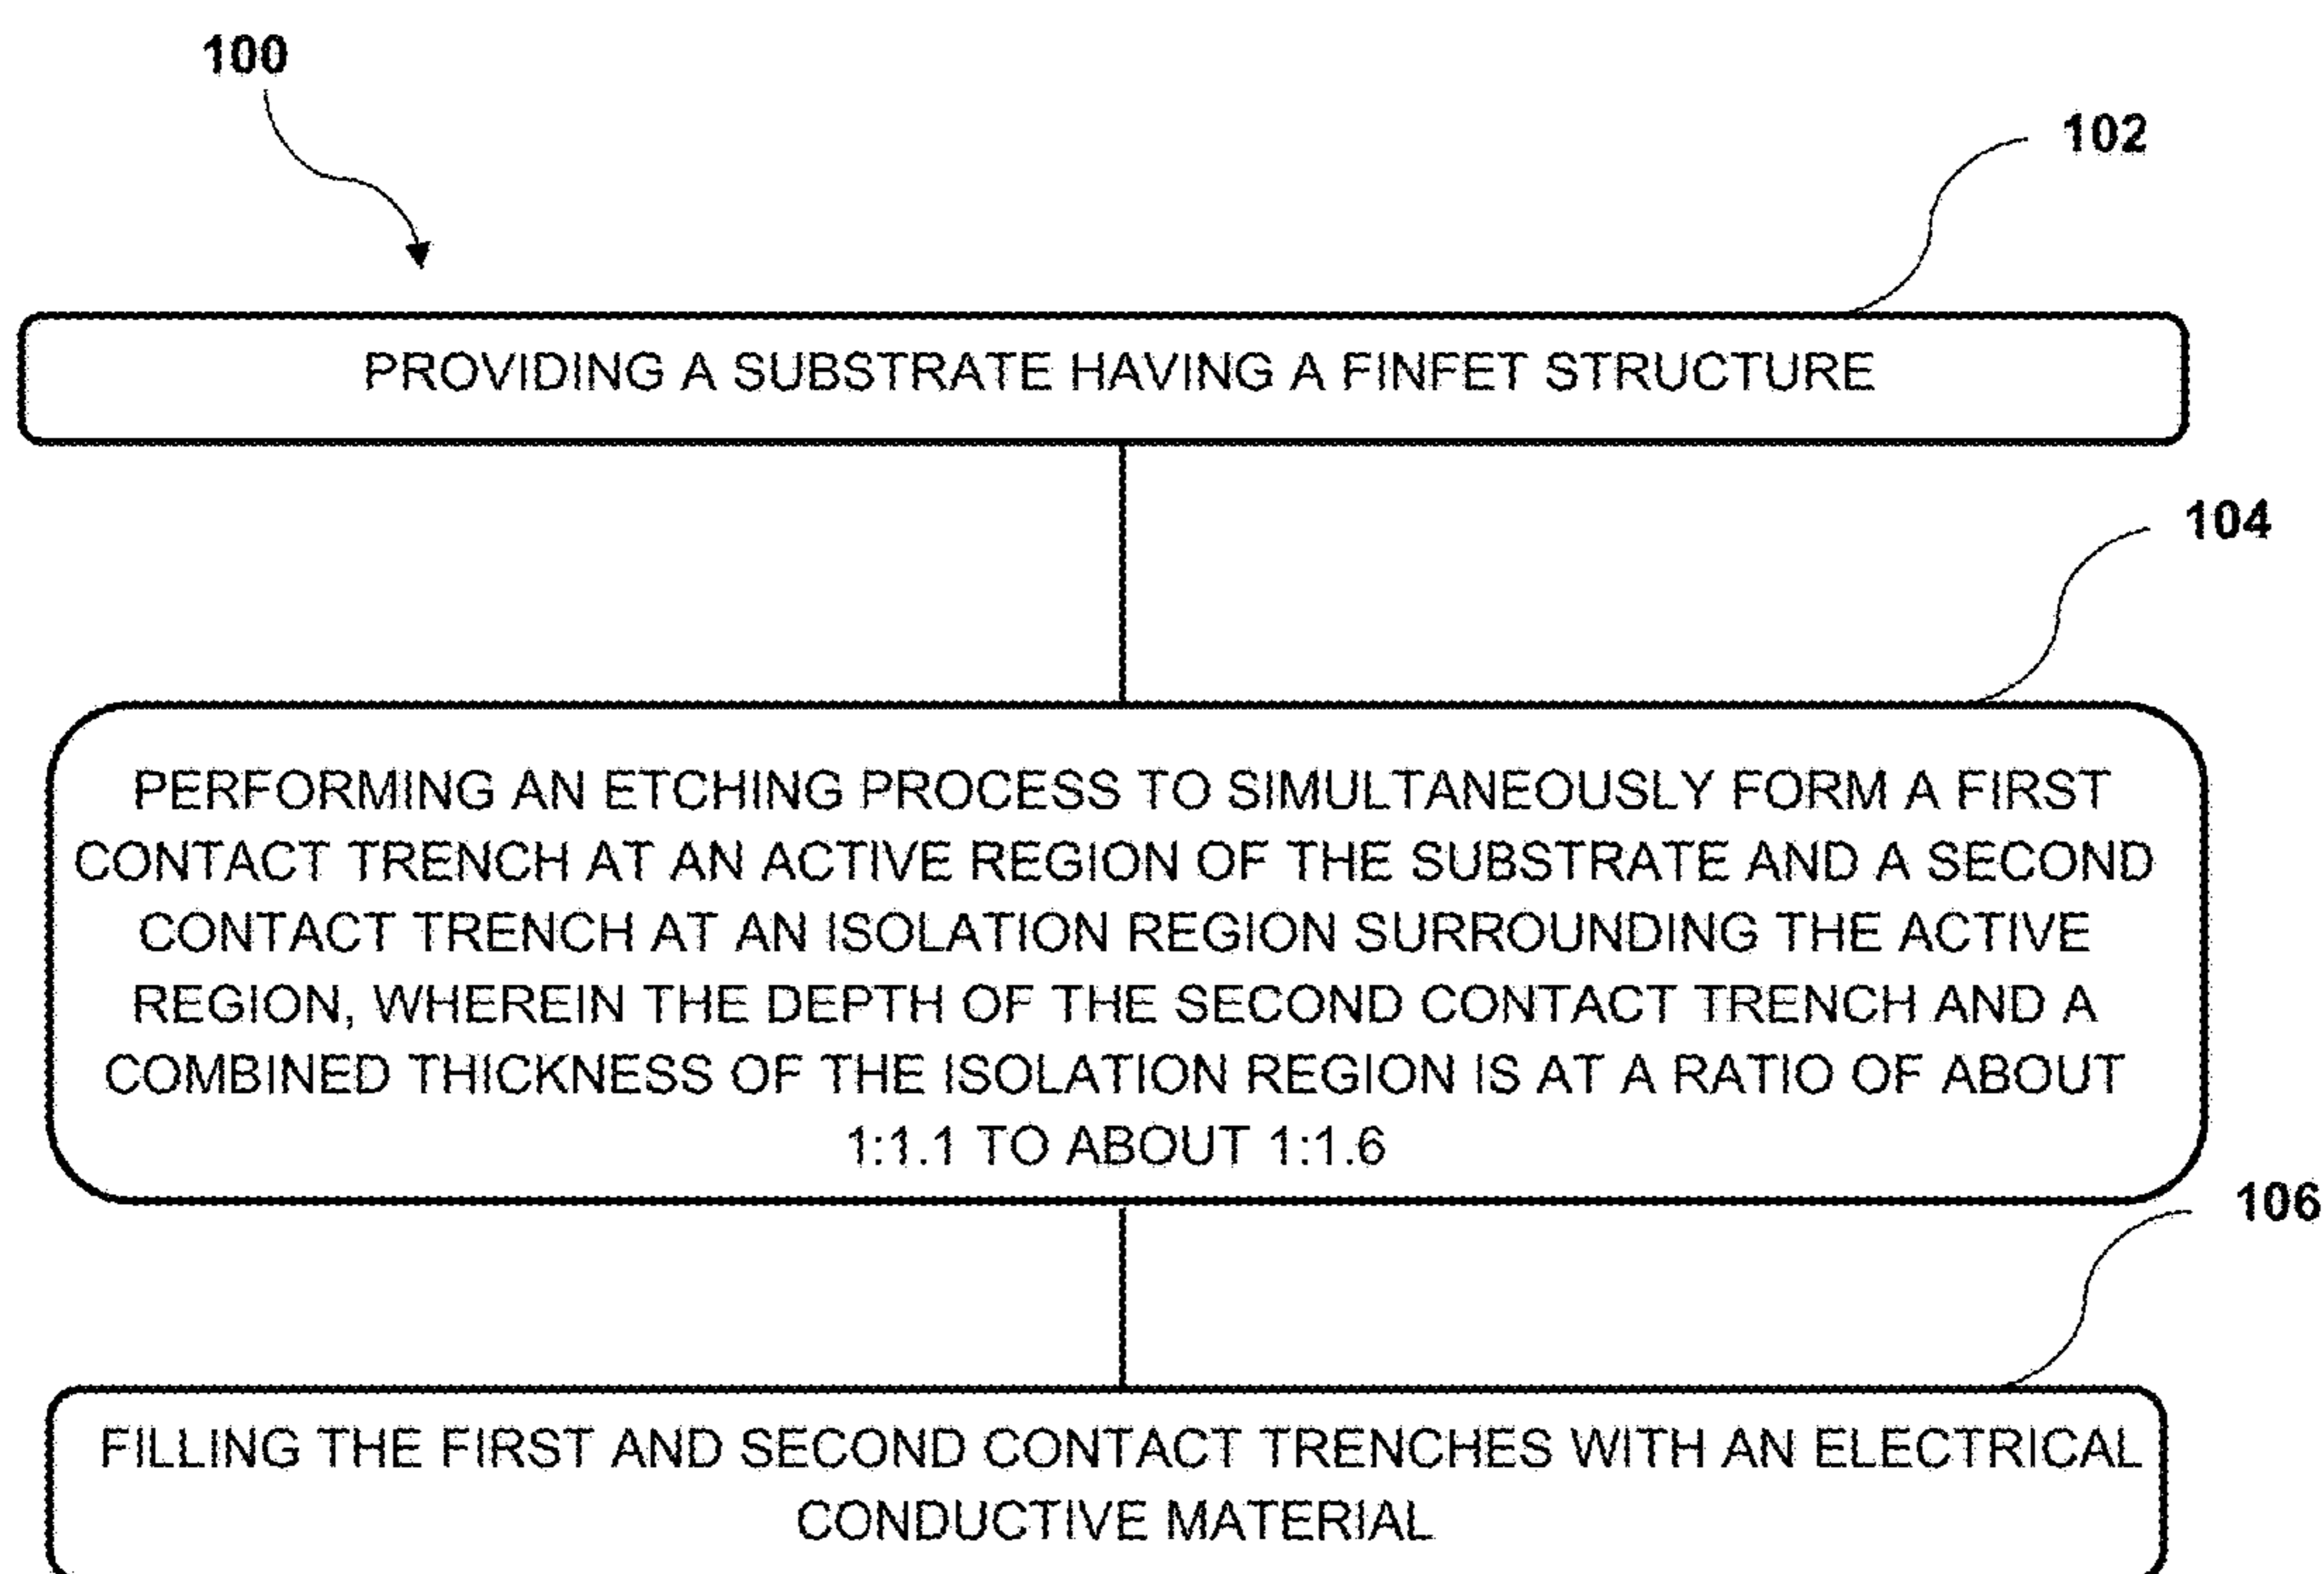 100
102
PROVIDING A SUBSTRATE HAVING A FINFET STRUCTURE
104
PERFORMING AN ETCHING PROCESS TO SIMULTANEOUSLY FORM A FIRST
CONTACT TRENCH AT AN ACTIVE REGION OF THE SUBSTRATE AND A SECOND
CONTACT TRENCH AT AN ISOLATION REGION SURROUNDING THE ACTIVE
REGION, WHEREIN THE DEPTH OF THE SECOND CONTACT TRENCH AND A
COMBINED THICKNESS OF THE ISOLATION REGION IS AT A RATIO OF ABOUT
1:1.1 TO ABOUT 1:1.6
106
FILLING THE FIRST AND SECOND CONTACT TRENCHES WITH AN ELECTRICAL
CONDUCTIVE MATERIAL